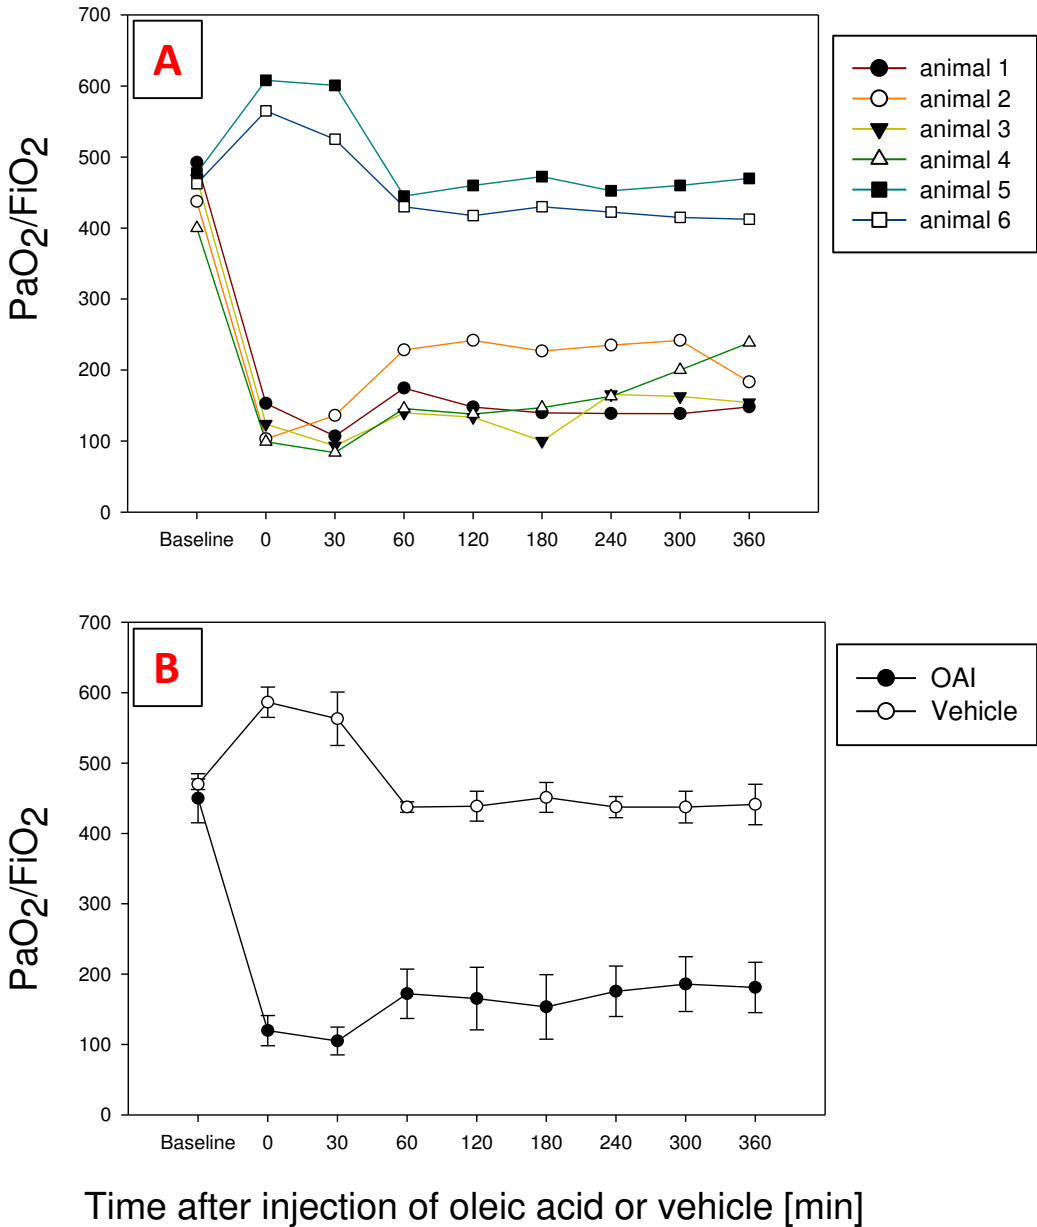 A
700
600
500
400
300
200
100
0
PaO2/FiO2
Baseline 0 30 60 120 180 240 300 360
animal 1
animal 2
animal 3
animal 4
animal 5
animal 6
B
700
600
500
400
300
200
100
0
PaO2/FiO2
Baseline 0 30 60 120 180 240 300 360
OAI
Vehicle
Time after injection of oleic acid or vehicle [min]